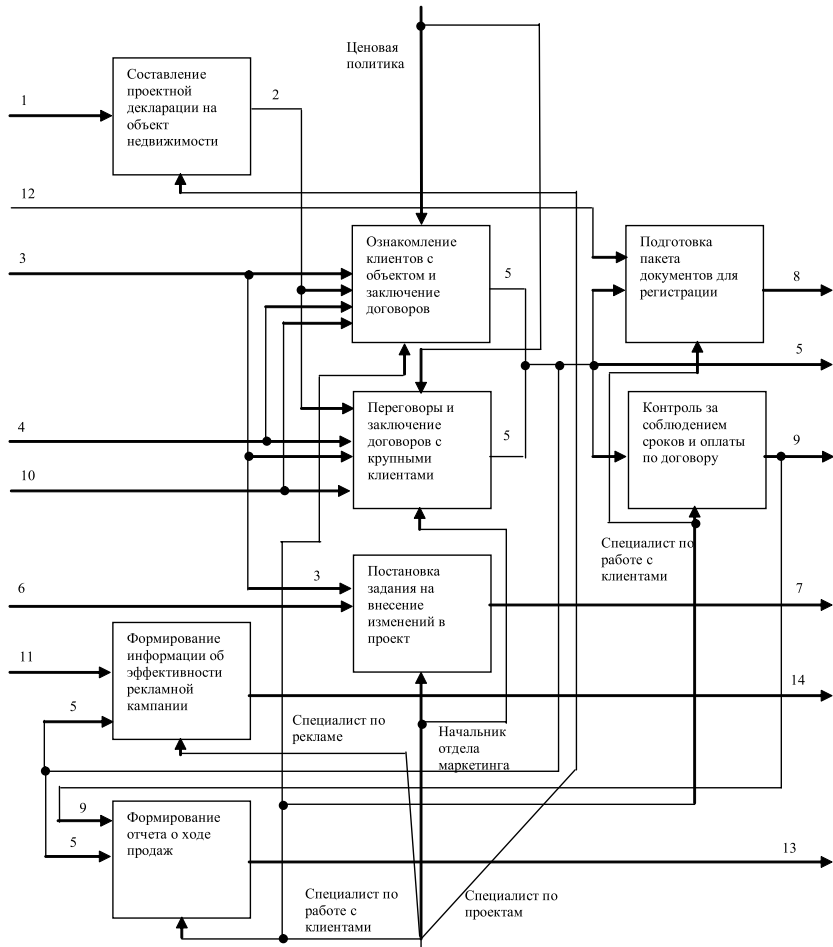 Ценовая
политика
Составление
проектной
декларации на
объект
недвижимости
1
2
12
3
Ознакомление
клиентов с
объектом и
заключение
договоров
5
Подготовка
пакета
документов для
регистрации
8
5
4
Переговоры и
заключение
договоров с
крупными
клиентами
5
Контроль за
соблюдением
сроков и оплаты
по договору
9
10
Специалист по
работе с
клиентами
3
6
Постановка
задания на
внесение
изменений в
проект
7
11
Формирование
информации об
эффективности
рекламной
кампании
14
5
Специалист по
рекламе
Начальник
отдела
маркетинга
9
5
Формирование
отчета о ходе
продаж
13
Специалист по
работе с
клиентами
Специалист по
проектам